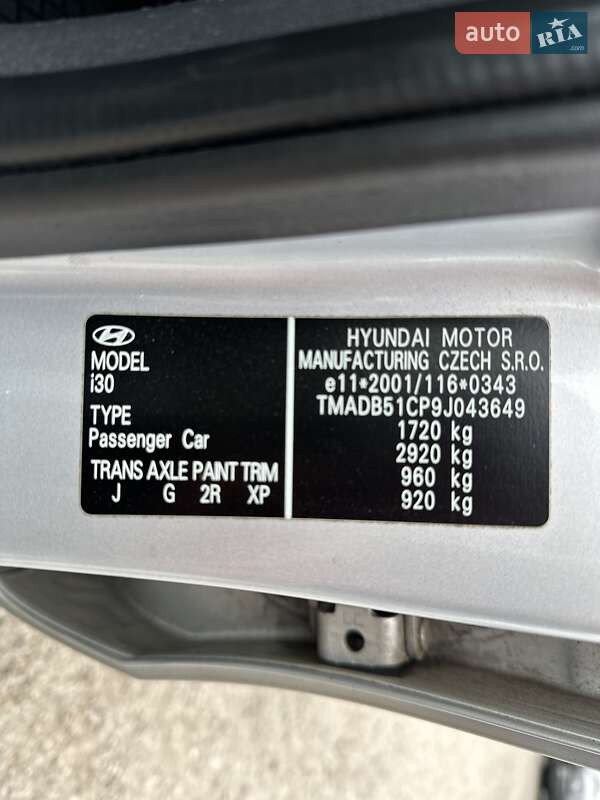 auto RIA.com
MODEL
i30
TYPE
Passenger Car
TRANS AXLE PAINT TRIM
J G 2R XP
HYUNDAI MOTOR
MANUFACTURING CZECH S.R.O.
e11*2001/116*0343
TMADB51CP9J043649
1720 kg
2920 kg
960 kg
920 kg